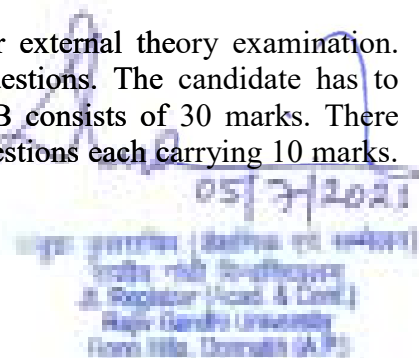 r external theory examination.
estions. The candidate has to
B consists of 30 marks. There
estions each carrying 10 marks.
05/7/2021
Jt. Registrar (Acad. & Conf.)
Rajiv Gandhi University
Rono Hills, Doimukh (A.P.)